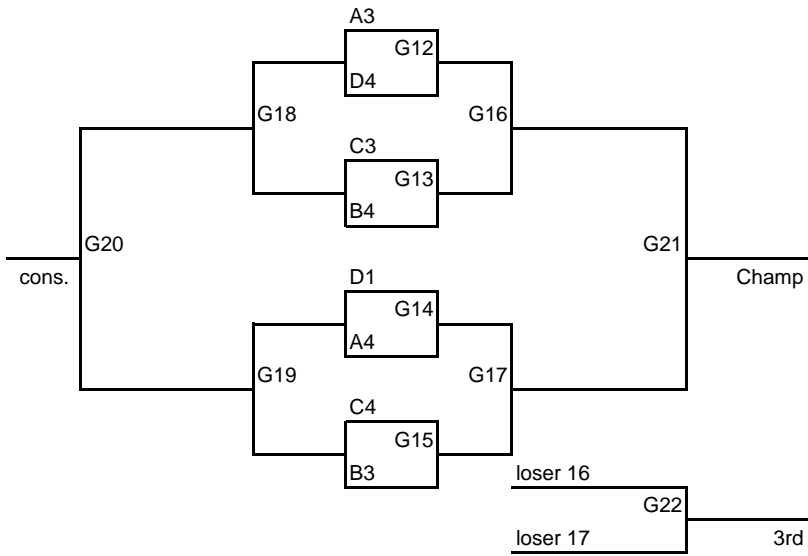 A3
G12
D4
G18
G16
C3
G13
B4
G20
G21
cons.
Champ
D1
G14
A4
G19
G17
C4
G15
B3
loser 16
G22
loser 17
3rd